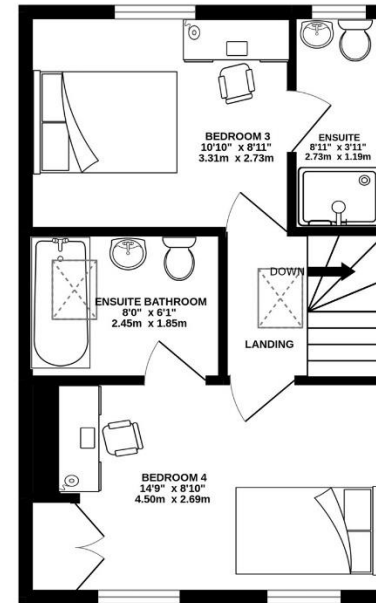 BEDROOM 3
10'10" x 8'11"
3.31m x 2.73m
ENSUITE
8'11" x 3'11"
2.73m x 1.19m
DOWN
ENSUITE BATHROOM
8'0" x 6'1"
2.45m x 1.85m
LANDING
BEDROOM 4
14'9" x 8'10"
4.50m x 2.69m